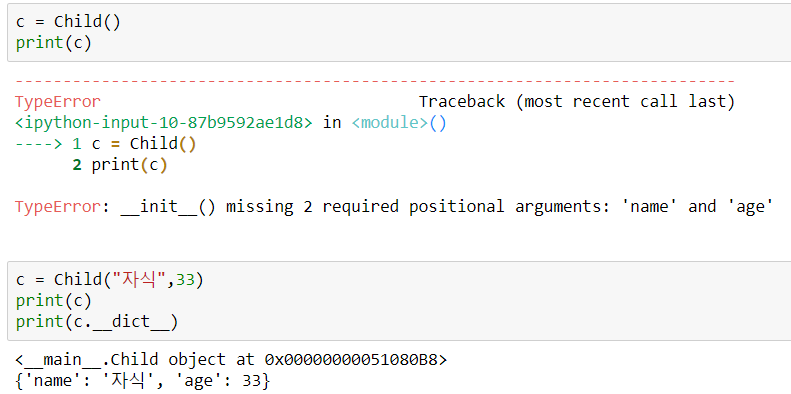 c = Child()
print(c)
---------------------------------------------------------------------------
TypeError                                 Traceback (most recent call last)
<ipython-input-10-87b9592ae1d8> in <module>()
----> 1 c = Child()
      2 print(c)
TypeError: __init__() missing 2 required positional arguments: 'name' and 'age'
c = Child("자식",33)
print(c)
print(c.__dict__)
<__main__.Child object at 0x00000000051080B8>
{'name': '자식', 'age': 33}